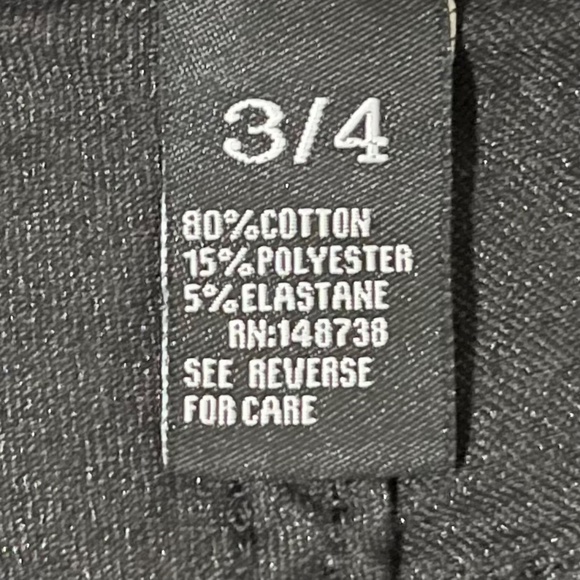 3/4
80%COTTON
15%POLYESTER
5%ELASTANE
RN:148738
SEE REVERSE
FOR CARE